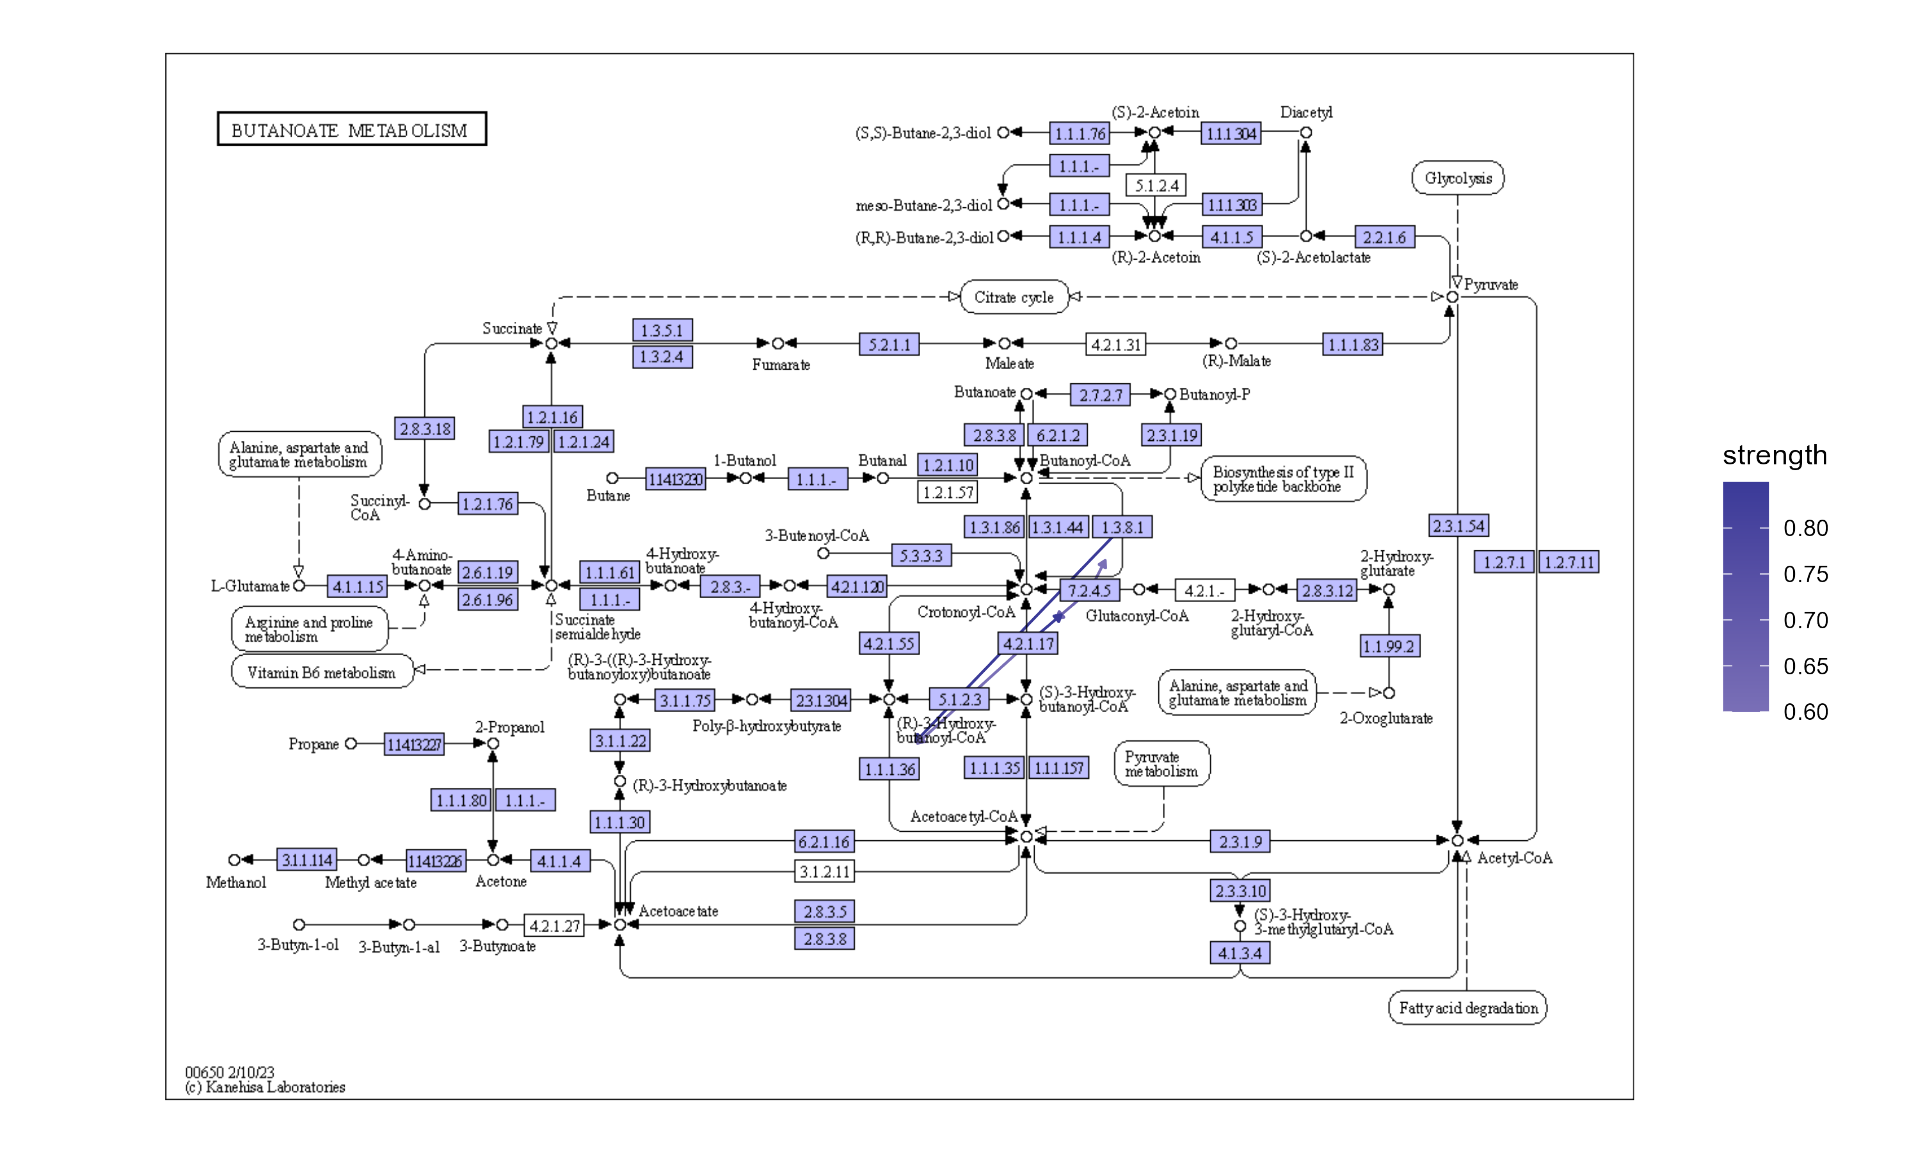 BUTANOATE METABOLISM
(S)-2-Acetoin
Diacetyl
(S,S)-Butane-2,3-diol
1.1.1.76
1.1.1.304
1.1.1.-
5.1.2.4
Glycolysis
meso-Butane-2,3-diol
1.1.1.-
1.1.1.303
(R,R)-Butane-2,3-diol
1.1.1.4
4.1.1.5
2.2.1.6
(R)-2-Acetoin
(S)-2-Acetolactate
Pyruvate
Citrate cycle
Succinate
1.3.5.1
1.3.2.4
Fumarate
5.2.1.1
Maleate
4.2.1.31
(R)-Malate
1.1.1.83
Butanoate
2.7.2.7
Butanoyl-P
2.8.3.18
1.2.1.16
1.2.1.79
1.2.1.24
2.8.3.8
6.2.1.2
2.3.1.19
Alanine, aspartate and
glutamate metabolism
1-Butanol
Butanal
1.2.1.10
Butanoyl-CoA
Butane
11413230
1.1.1.-
1.2.1.57
Biosynthesis of type II
polyketide backbone
Succinyl-
CoA
1.2.1.76
1.3.1.86
1.3.1.44
1.3.8.1
2.3.1.54
3-Butenoyl-CoA
5.3.3.3
1.2.7.1
1.2.7.11
4-Amino-
butanoate
4-Hydroxy-
butanoate
2-Hydroxy-
glutarate
L-Glutamate
4.1.1.15
2.6.1.19
2.6.1.96
1.1.1.61
1.1.1.-
2.8.3.-
4.2.1.120
7.2.4.5
4.2.1.-
2.8.3.12
4-Hydroxy-
butanoyl-CoA
Crotonoyl-CoA
Glutaconyl-CoA
2-Hydroxy-
glutaryl-CoA
Arginine and proline
metabolism
Succinate
semialdehyde
4.2.1.55
4.2.1.17
1.1.99.2
Vitamin B6 metabolism
(R)-3-((R)-3-Hydroxy-
butanoyloxy)butanoate
3.1.1.75
2.3.1.304
5.1.2.3
(S)-3-Hydroxy-
butanoyl-CoA
Alanine, aspartate and
glutamate metabolism
2-Oxoglutarate
Poly-β-hydroxybutyrate
(R)-3-Hydroxy-
butanoyl-CoA
2-Propanol
Propane
11413227
3.1.1.22
1.1.1.36
1.1.1.35
1.1.1.157
Pyruvate
metabolism
(R)-3-Hydroxybutanoate
1.1.1.80
1.1.1.-
1.1.1.30
Acetoacetyl-CoA
6.2.1.16
2.3.1.9
Acetyl-CoA
3.1.1.114
11413226
4.1.1.4
3.1.2.11
Methanol
Methyl acetate
Acetone
2.3.3.10
Acetoacetate
2.8.3.5
2.8.3.8
(S)-3-Hydroxy-
3-methylglutaryl-CoA
3-Butyn-1-ol
3-Butyn-1-al
3-Butynoate
4.2.1.27
4.1.3.4
Fatty acid degradation
00650 2/10/23
(c) Kanehisa Laboratories
strength
0.80
0.75
0.70
0.65
0.60